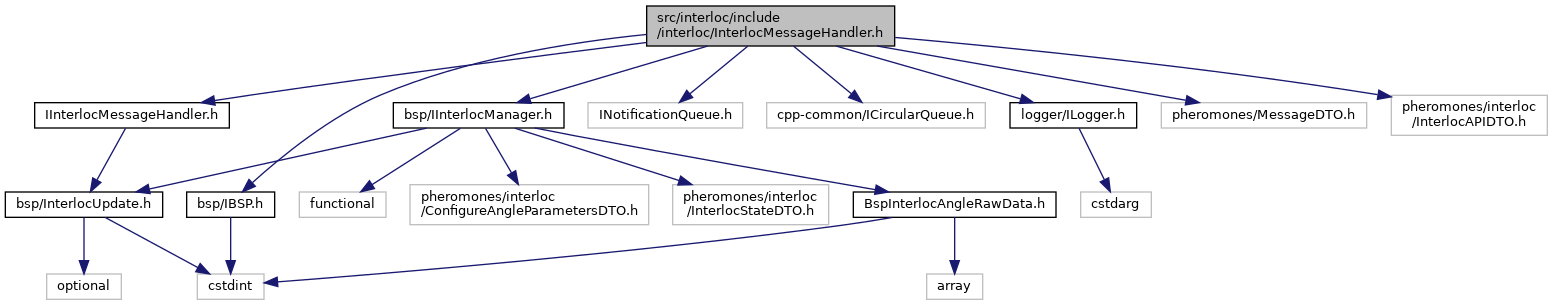 src/interloc/include
/interloc/InterlocMessageHandler.h
IInterlocMessageHandler.h
bsp/IInterlocManager.h
INotificationQueue.h
cpp-common/ICircularQueue.h
logger/ILogger.h
pheromones/MessageDTO.h
pheromones/interloc
/InterlocAPIDTO.h
bsp/InterlocUpdate.h
bsp/IBSP.h
functional
pheromones/interloc
/ConfigureAngleParametersDTO.h
pheromones/interloc
/InterlocStateDTO.h
BspInterlocAngleRawData.h
cstdarg
optional
cstdint
array